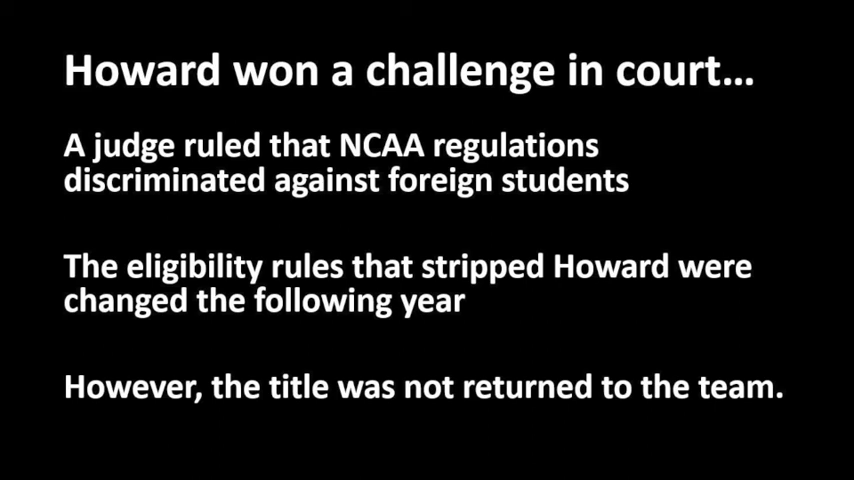 Howard won a challenge in court…
A judge ruled that NCAA regulations
discriminated against foreign students
The eligibility rules that stripped Howard were
changed the following year
However, the title was not returned to the team.